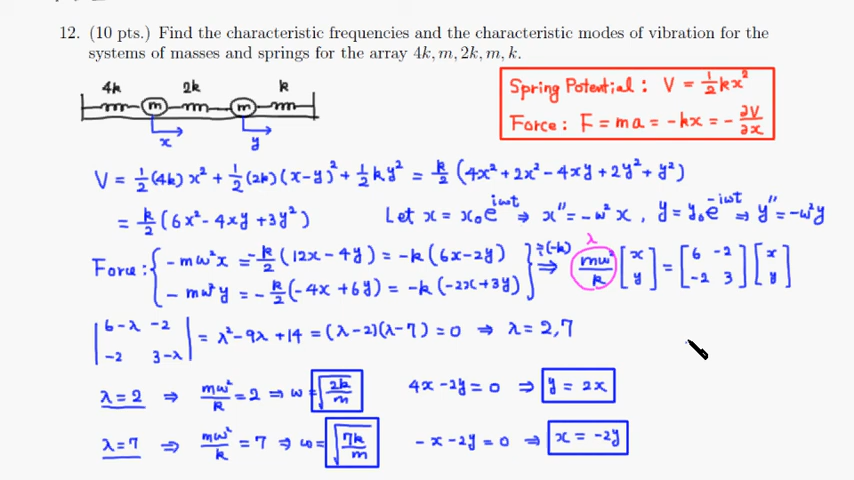 12. (10 pts.) Find the characteristic frequencies and the characteristic modes of vibration for the
systems of masses and springs for the array 4k, m, 2k, m, k.
4k 2k k
m m
x y
Spring Potential: V = ½kx²
Force: F = ma = -kx = -∂V/∂x
V = ½(4k)x² + ½(2k)(x-y)² + ½ky² = k/2 (4x² + 2x² - 4xy + 2y² + y²)
= k/2 (6x² - 4xy + 3y²) Let x = x₀e^{iωt} ⇒ x'' = -ω²x, y = y₀e^{-iωt} ⇒ y'' = -ω²y
Force: { -mω²x = -k/2 (12x - 4y) = -k(6x - 2y)
-mω²y = -k/2 (-4x + 6y) = -k(-2x + 3y) } ÷(-k) ⇒ λ mω²/k [x y] = [6 -2 -2 3] [x y]
|6-λ -2 -2 3-λ| = λ² - 9λ + 14 = (λ-2)(λ-7) = 0 ⇒ λ = 2,7
λ = 2 ⇒ mω²/k = 2 ⇒ ω = √(2k/m) 4x - 2y = 0 ⇒ y = 2x
λ = 7 ⇒ mω²/k = 7 ⇒ ω = √(7k/m) -x - 2y = 0 ⇒ x = -2y